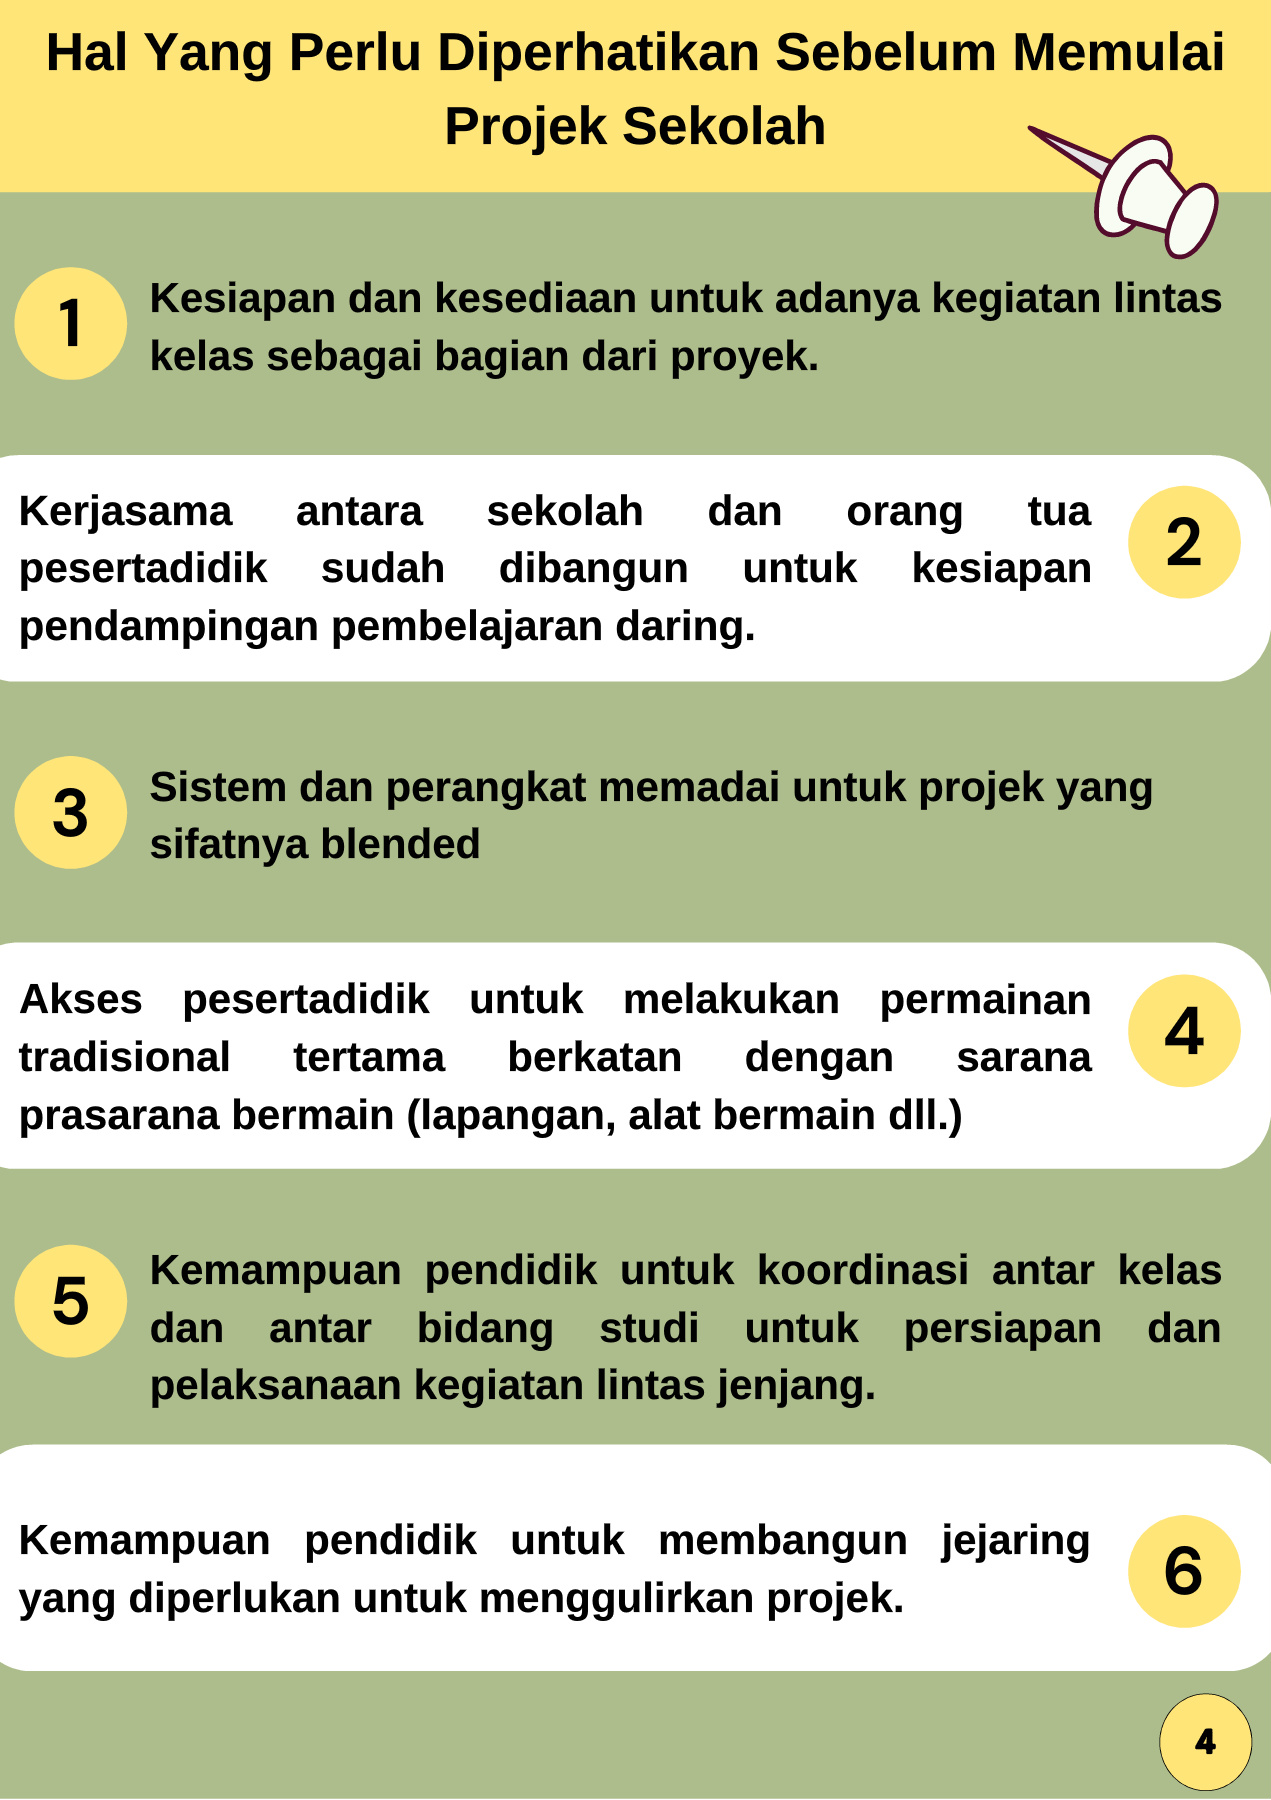 Hal Yang Perlu Diperhatikan Sebelum Memulai
Projek Sekolah
1
Kesiapan dan kesediaan untuk adanya kegiatan lintas
kelas sebagai bagian dari proyek.
Kerjasama antara sekolah dan orang tua
pesertadidik sudah dibangun untuk kesiapan
pendampingan pembelajaran daring.
2
3
Sistem dan perangkat memadai untuk projek yang
sifatnya blended
Akses pesertadidik untuk melakukan permainan
tradisional tertama berkatan dengan sarana
prasarana bermain (lapangan, alat bermain dll.)
4
5
Kemampuan pendidik untuk koordinasi antar kelas
dan antar bidang studi untuk persiapan dan
pelaksanaan kegiatan lintas jenjang.
Kemampuan pendidik untuk membangun jejaring
yang diperlukan untuk menggulirkan projek.
6
4